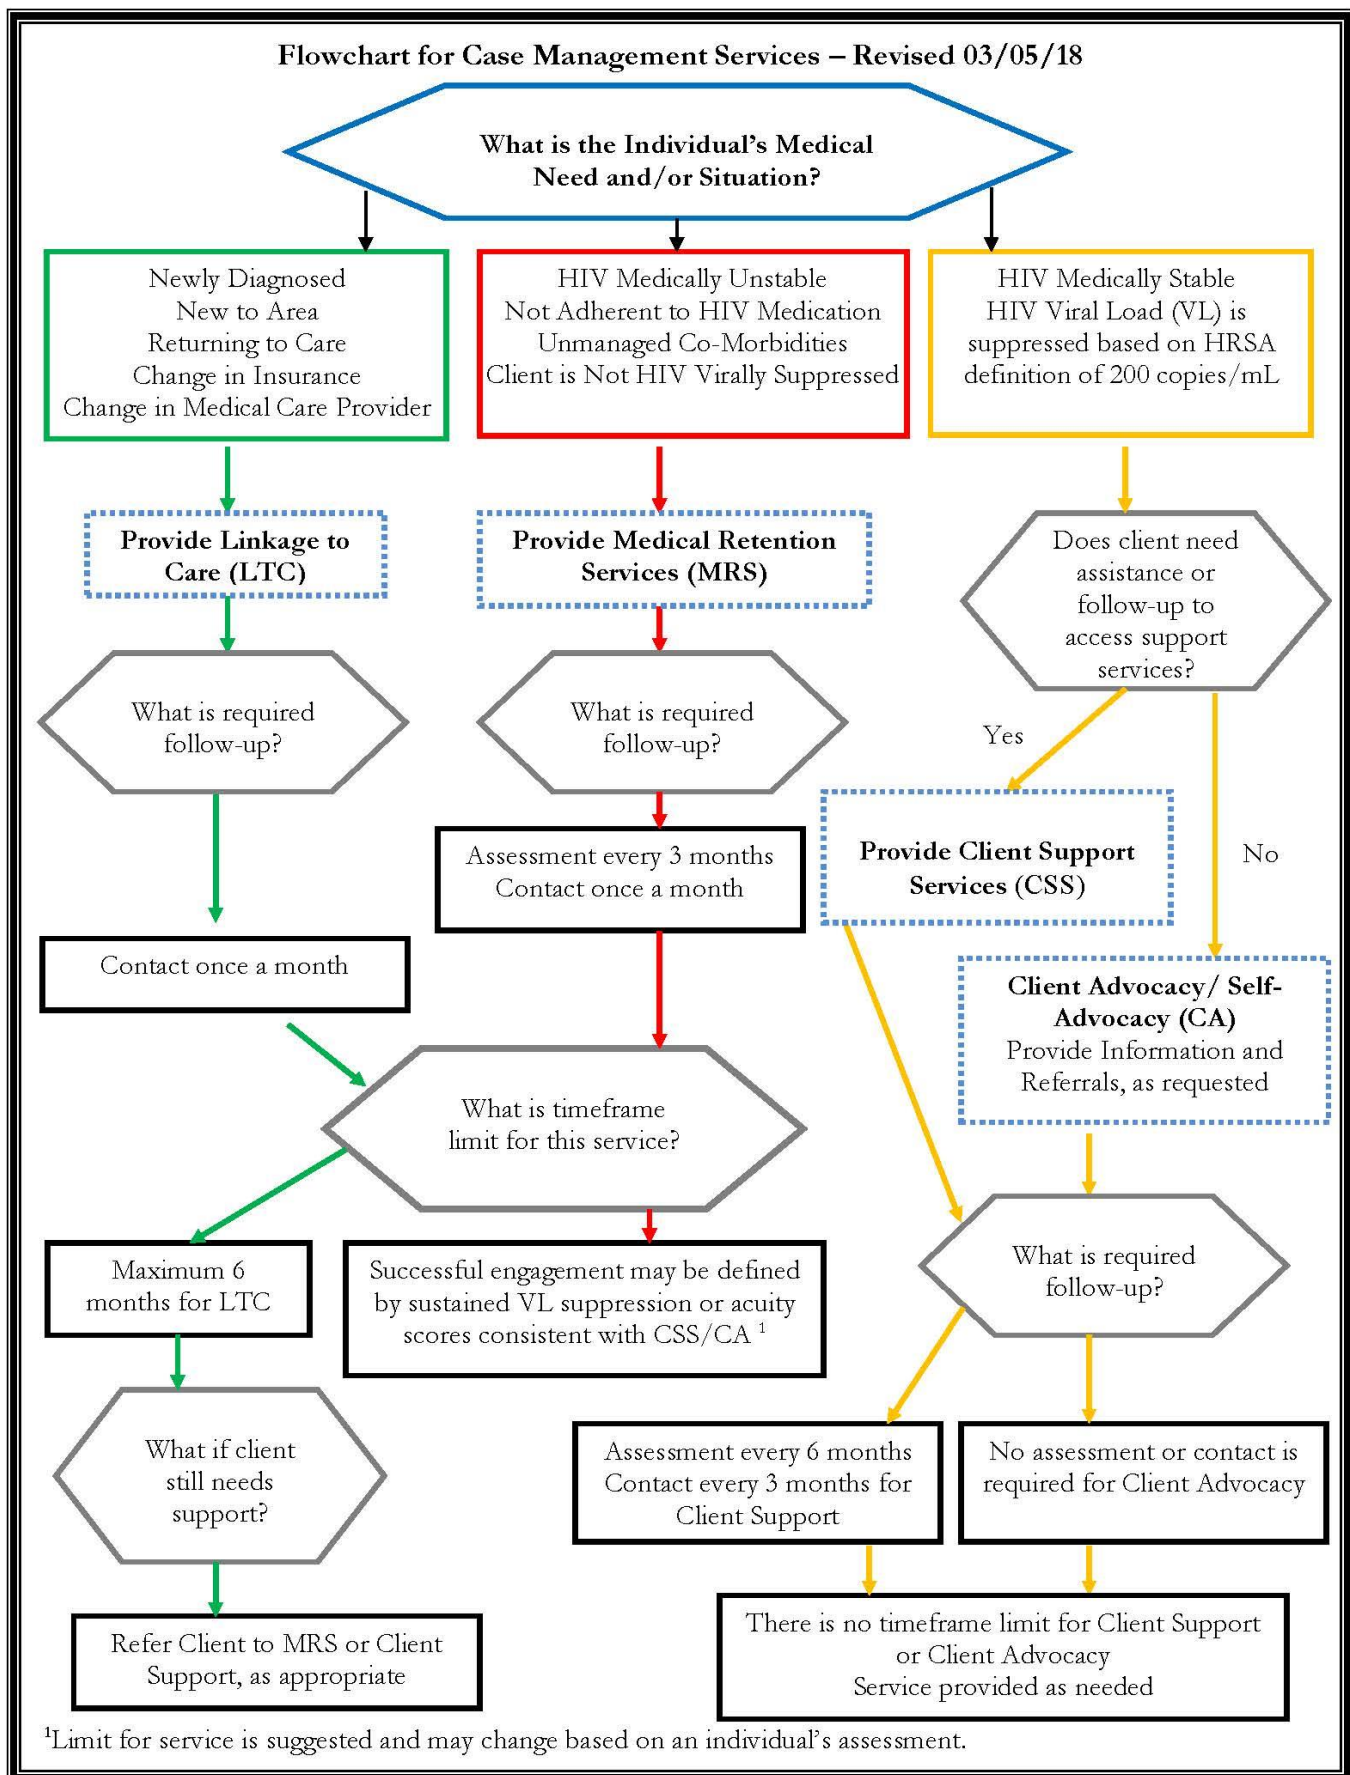 Flowchart for Case Management Services – Revised 03/05/18
What is the Individual's Medical
Need and/or Situation?
Newly Diagnosed
New to Area
Returning to Care
Change in Insurance
Change in Medical Care Provider
HIV Medically Unstable
Not Adherent to HIV Medication
Unmanaged Co-Morbidities
Client is Not HIV Virally Suppressed
HIV Medically Stable
HIV Viral Load (VL) is
suppressed based on HRSA
definition of 200 copies/mL
Provide Linkage to
Care (LTC)
Provide Medical Retention
Services (MRS)
Does client need
assistance or
follow-up to
access support
services?
What is required
follow-up?
What is required
follow-up?
Yes
No
Assessment every 3 months
Contact once a month
Provide Client Support
Services (CSS)
Contact once a month
Client Advocacy/ Self-
Advocacy (CA)
Provide Information and
Referrals, as requested
What is timeframe
limit for this service?
Maximum 6
months for LTC
Successful engagement may be defined
by sustained VL suppression or acuity
scores consistent with CSS/CA ¹
What is required
follow-up?
What if client
still needs
support?
Assessment every 6 months
Contact every 3 months for
Client Support
No assessment or contact is
required for Client Advocacy
Refer Client to MRS or Client
Support, as appropriate
There is no timeframe limit for Client Support
or Client Advocacy
Service provided as needed
¹Limit for service is suggested and may change based on an individual's assessment.